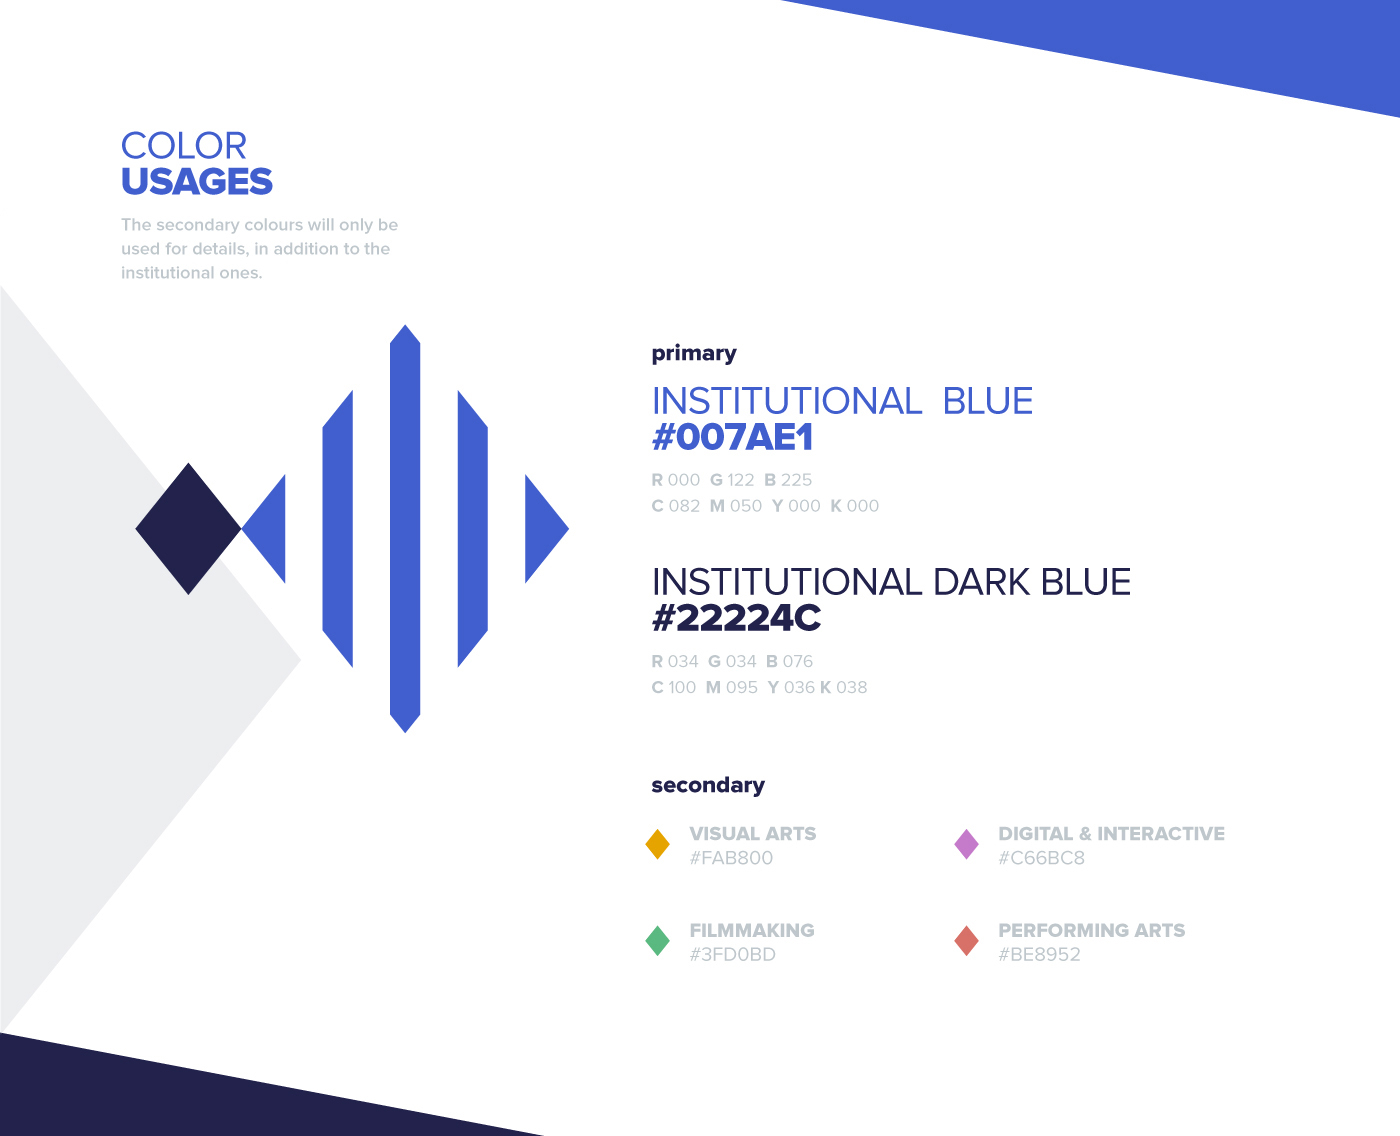 COLOR
USAGES
The secondary colours will only be
used for details, in addition to the
institutional ones.
primary
INSTITUTIONAL BLUE
#007AE1
R 000 G 122 B 225
C 082 M 050 Y 000 K 000
INSTITUTIONAL DARK BLUE
#22224C
R 034 G 034 B 076
C 100 M 095 Y 036 K 038
secondary
VISUAL ARTS
#FAB800
DIGITAL & INTERACTIVE
#C66BC8
FILMMAKING
#3FD0BD
PERFORMING ARTS
#BE8952